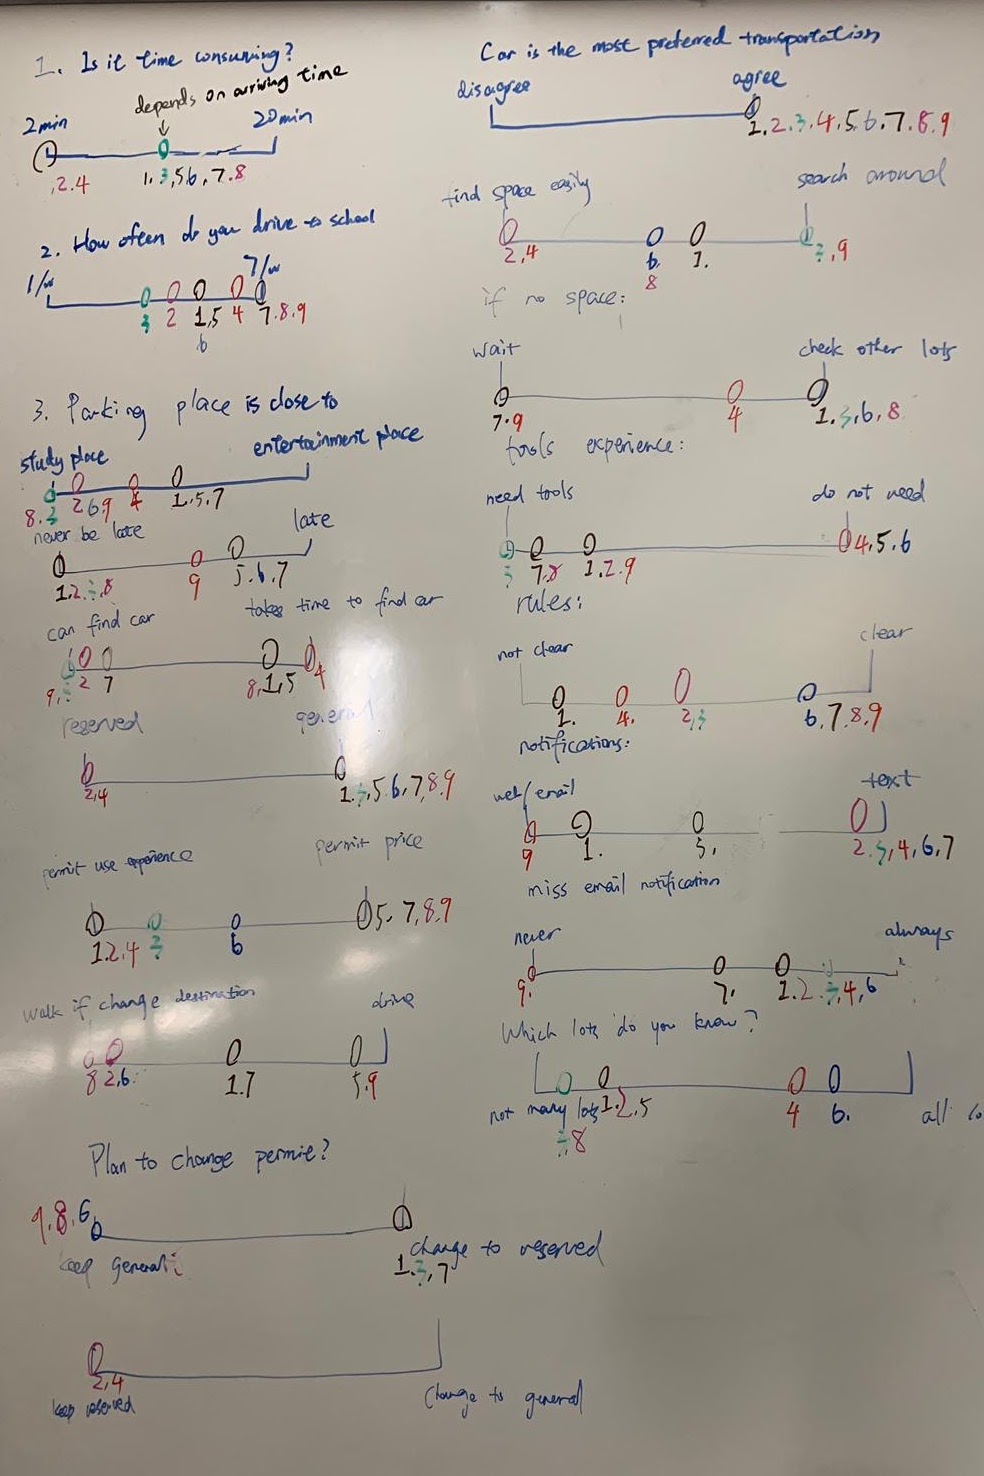 1. Is it time consuming?
depends on arriving time
2min
20min
,2.4
1.3,56,7.8
2. How ofeen do you drive to school
1/w
7/w
3
2
1,5
6
4
7.8.9
3. Parking place is close to
study place
entertainment place
8.3
269
4
1.5.7
never be late
late
1.2.3.8
9
5.6.7
can find car
takes time to find car
9,3
2
7
8,1,5
4
reserved
general
2,4
1.3,5.6,7,8.9
permit use experience
permit price
1.2.4
3
6
5.7,8.9
walk if change destination
drive
8
2,6.
1.7
5.9
Plan to change permit?
9.8.6
keep general
change to reserved
1.3,7
2,4
keep reserved
Change to general
Car is the most preferred transportation
disagree
agree
1.2.3.4.5.6.7.8.9
find space easily
search around
2,4
6.
8
1.
3,9
if no space:
wait
check other lots
7.9
4
1.3,6,8
tools experience:
need tools
do not need
3
7,8
1.2.9
4.5.6
rules:
not clear
clear
1.
4.
2,3
6,7,8,9
notifications:
web/email
text
9
1.
5.
2.3,4,6,7
miss email notification
never
always
9.
7.
1.2
3,4,6
Which lots do you know?
not many lots
3,8
1.2.5
4
6.
all lo